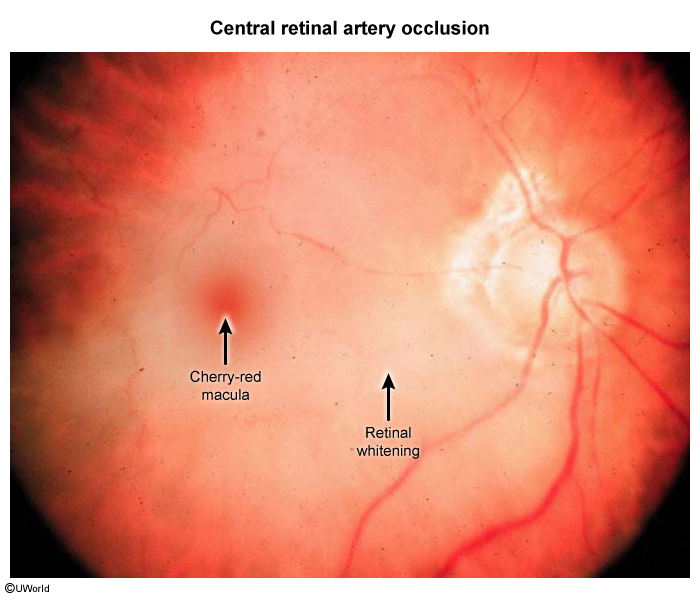 Central retinal artery occlusion
Cherry-red
macula
Retinal
whitening
©UWorld